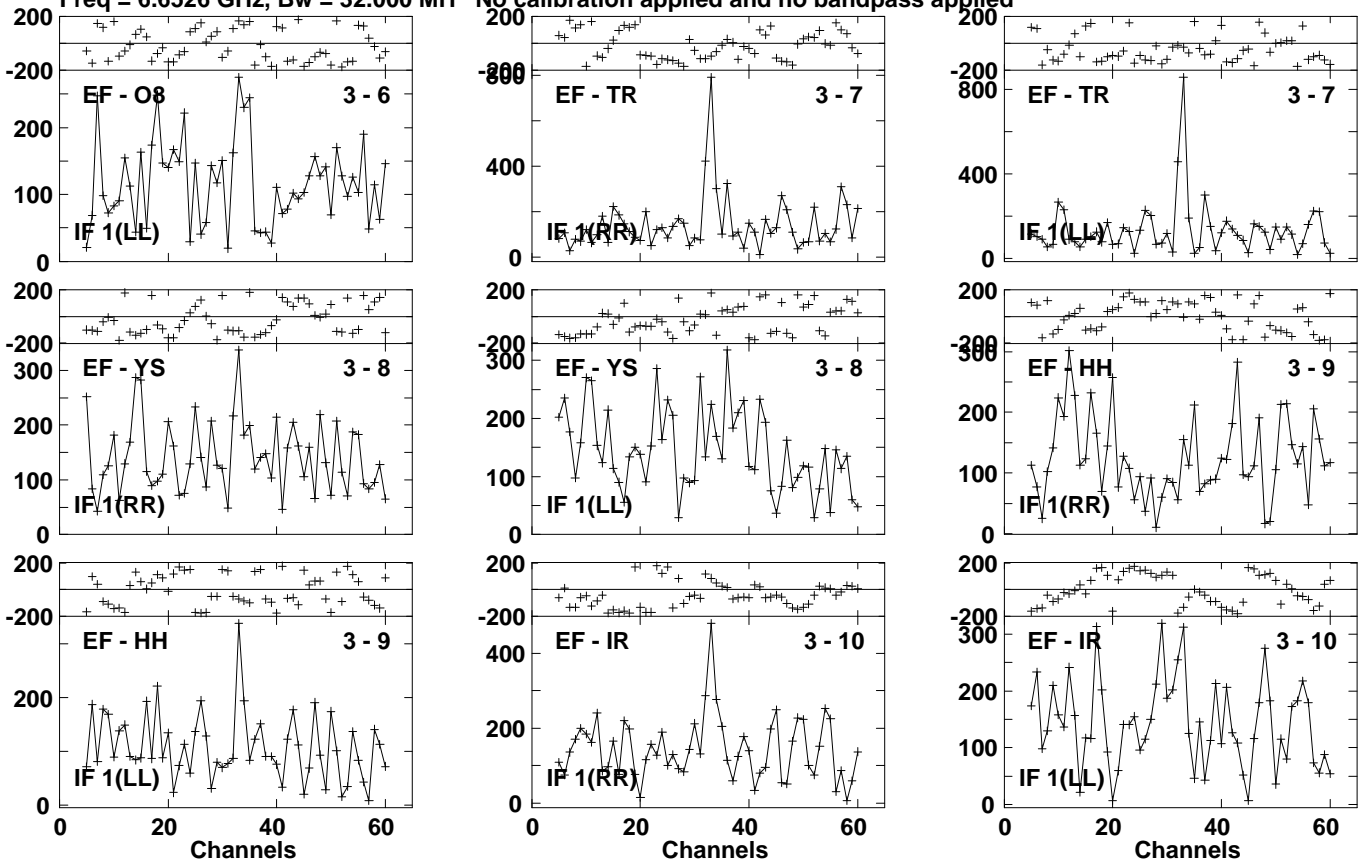 Freq = 6.6526 GHz, Bw = 32.000 MH No calibration applied and no bandpass applied
200 200 200
-200 -200 -200
EF - O8 3 - 6 EF - TR 3 - 7 EF - TR 3 - 7
800 800
200 400 400
100
IF 1(LL) IF 1(RR) IF 1(LL)
0 0 0
200 200 200
-200 -200 -200
EF - YS 3 - 8 EF - YS 3 - 8 EF - HH 3 - 9
300 300 300
200 200 200
100 100 100
IF 1(RR) IF 1(LL) IF 1(RR)
0 0 0
200 200 200
-200 -200 -200
EF - HH 3 - 9 EF - IR 3 - 10 EF - IR 3 - 10
400 300
200 200 200
100
IF 1(LL) IF 1(RR) IF 1(LL)
0 0 0
0 20 40 60 0 20 40 60 0 20 40 60
Channels Channels Channels